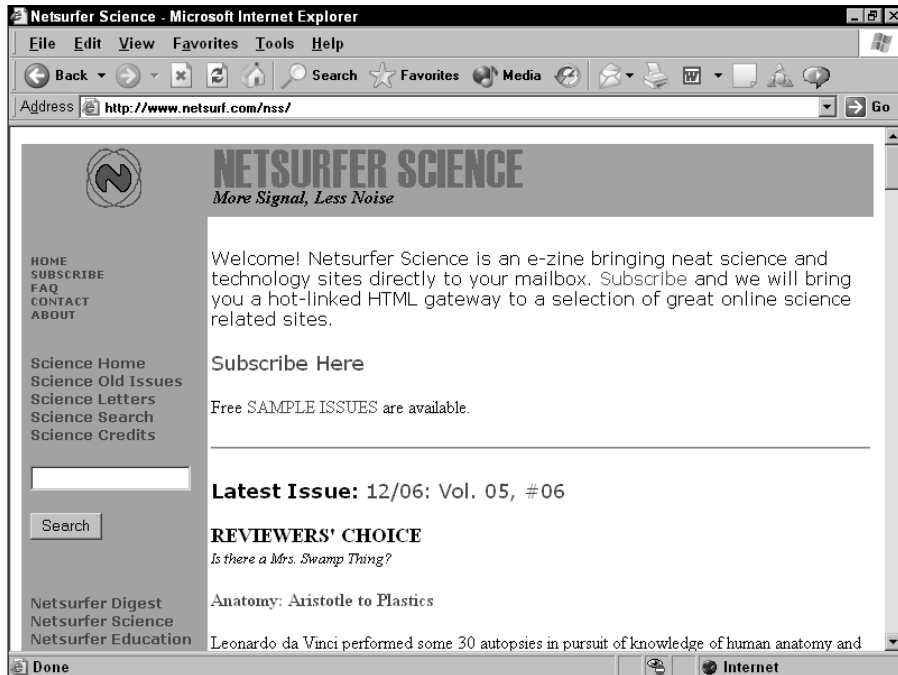 Netsurfer Science - Microsoft Internet Explorer
File Edit View Favorites Tools Help
Back Search Favorites Media
Address http://www.netsurf.com/nss/ Go
N
NETSURFER SCIENCE
More Signal, Less Noise
HOME
SUBSCRIBE
FAQ
CONTACT
ABOUT
Science Home
Science Old Issues
Science Letters
Science Search
Science Credits
Search
Netsurfer Digest
Netsurfer Science
Netsurfer Education
Welcome! Netsurfer Science is an e-zine bringing neat science and
technology sites directly to your mailbox. Subscribe and we will bring
you a hot-linked HTML gateway to a selection of great online science
related sites.
Subscribe Here
Free SAMPLE ISSUES are available.
Latest Issue: 12/06: Vol. 05, #06
REVIEWERS' CHOICE
Is there a Mrs. Swamp Thing?
Anatomy: Aristotle to Plastics
Leonardo da Vinci performed some 30 autopsies in pursuit of knowledge of human anatomy and
Done Internet